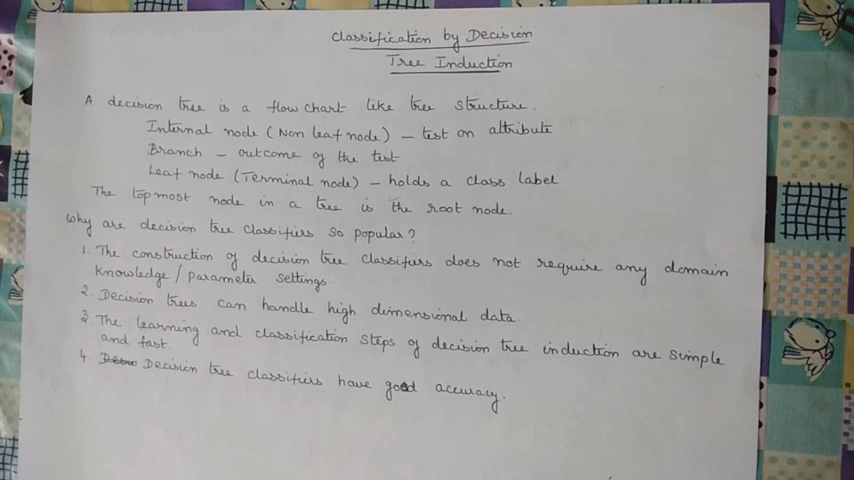 Classification by Decision
Tree Induction
A decision tree is a flow chart like tree structure.
Internal node (Non leaf node) - test on attribute
Branch - outcome of the test
Leaf node (Terminal node) - holds a class label
The topmost node in a tree is the root node.
Why are decision tree classifiers so popular?
1. The construction of decision tree classifiers does not require any domain
knowledge / parameter settings.
2. Decision trees can handle high dimensional data.
3. The learning and classification steps of decision tree induction are simple
and fast.
4. Decision tree classifiers have good accuracy.